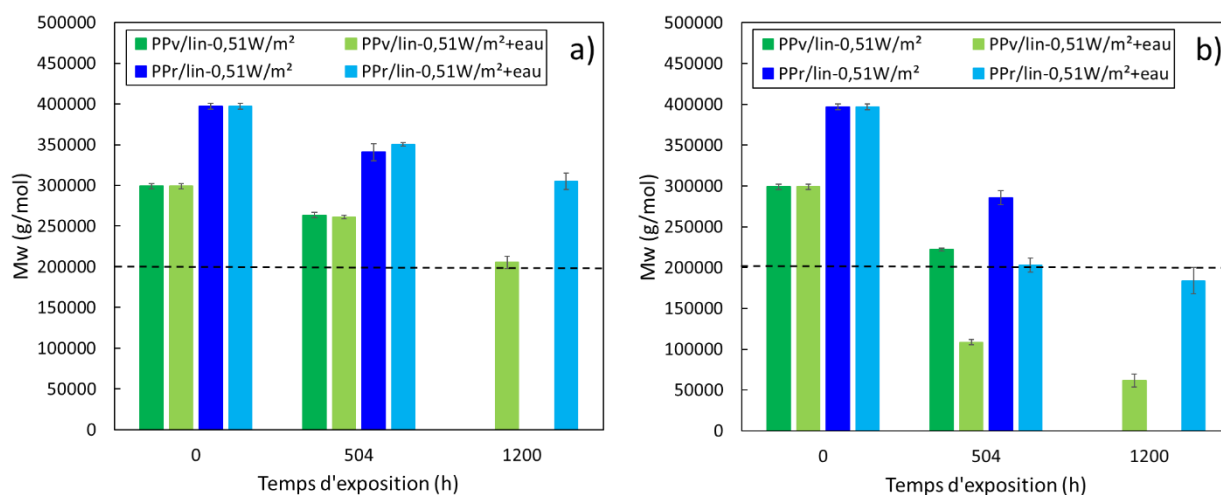 500000
450000
400000
350000
300000
250000
200000
150000
100000
50000
0
Mw (g/mol)
PPv/lin-0,51W/m² PPv/lin-0,51W/m²+eau
PPr/lin-0,51W/m² PPr/lin-0,51W/m²+eau
a)
0 504 1200
Temps d'exposition (h)
500000
450000
400000
350000
300000
250000
200000
150000
100000
50000
0
Mw (g/mol)
PPv/lin-0,51W/m² PPv/lin-0,51W/m²+eau
PPr/lin-0,51W/m² PPr/lin-0,51W/m²+eau
b)
0 504 1200
Temps d'exposition (h)